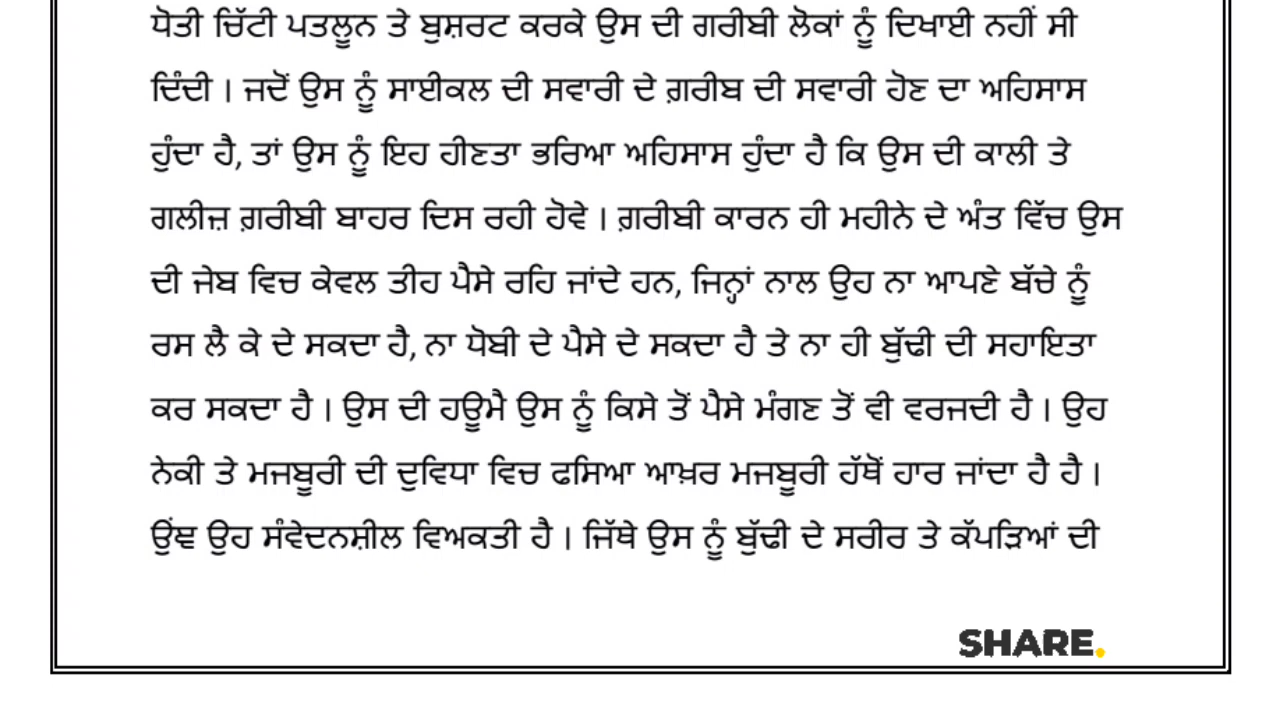 ਧੋਤੀ ਚਿੱਟੀ ਪਤਲੂਨ ਤੇ ਬੁਸ਼ਰਟ ਕਰਕੇ ਉਸ ਦੀ ਗਰੀਬੀ ਲੋਕਾਂ ਨੂੰ ਦਿਖਾਈ ਨਹੀਂ ਸੀ
ਦਿੰਦੀ । ਜਦੋਂ ਉਸ ਨੂੰ ਸਾਈਕਲ ਦੀ ਸਵਾਰੀ ਦੇ ਗ਼ਰੀਬ ਦੀ ਸਵਾਰੀ ਹੋਣ ਦਾ ਅਹਿਸਾਸ
ਹੁੰਦਾ ਹੈ, ਤਾਂ ਉਸ ਨੂੰ ਇਹ ਹੀਣਤਾ ਭਰਿਆ ਅਹਿਸਾਸ ਹੁੰਦਾ ਹੈ ਕਿ ਉਸ ਦੀ ਕਾਲੀ ਤੇ
ਗਲੀਜ਼ ਗ਼ਰੀਬੀ ਬਾਹਰ ਦਿਸ ਰਹੀ ਹੋਵੇ । ਗ਼ਰੀਬੀ ਕਾਰਨ ਹੀ ਮਹੀਨੇ ਦੇ ਅੰਤ ਵਿੱਚ ਉਸ
ਦੀ ਜੇਬ ਵਿਚ ਕੇਵਲ ਤੀਹ ਪੈਸੇ ਰਹਿ ਜਾਂਦੇ ਹਨ, ਜਿਨ੍ਹਾਂ ਨਾਲ ਉਹ ਨਾ ਆਪਣੇ ਬੱਚੇ ਨੂੰ
ਰਸ ਲੈ ਕੇ ਦੇ ਸਕਦਾ ਹੈ, ਨਾ ਧੋਬੀ ਦੇ ਪੈਸੇ ਦੇ ਸਕਦਾ ਹੈ ਤੇ ਨਾ ਹੀ ਬੁੱਢੀ ਦੀ ਸਹਾਇਤਾ
ਕਰ ਸਕਦਾ ਹੈ । ਉਸ ਦੀ ਹਊਮੈ ਉਸ ਨੂੰ ਕਿਸੇ ਤੋਂ ਪੈਸੇ ਮੰਗਣ ਤੋਂ ਵੀ ਵਰਜਦੀ ਹੈ । ਉਹ
ਨੇਕੀ ਤੇ ਮਜਬੂਰੀ ਦੀ ਦੁਵਿਧਾ ਵਿਚ ਫਸਿਆ ਆਖ਼ਰ ਮਜਬੂਰੀ ਹੱਥੋਂ ਹਾਰ ਜਾਂਦਾ ਹੈ ਹੈ ।
ਉਂਞ ਉਹ ਸੰਵੇਦਨਸ਼ੀਲ ਵਿਅਕਤੀ ਹੈ । ਜਿੱਥੇ ਉਸ ਨੂੰ ਬੁੱਢੀ ਦੇ ਸਰੀਰ ਤੇ ਕੱਪੜਿਆਂ ਦੀ
SHARE.